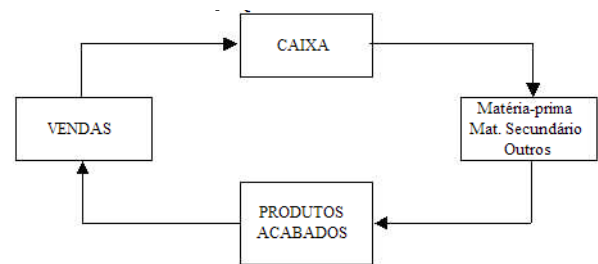 CAIXA
VENDAS
Matéria-prima
Mat. Secundário
Outros
PRODUTOS
ACABADOS